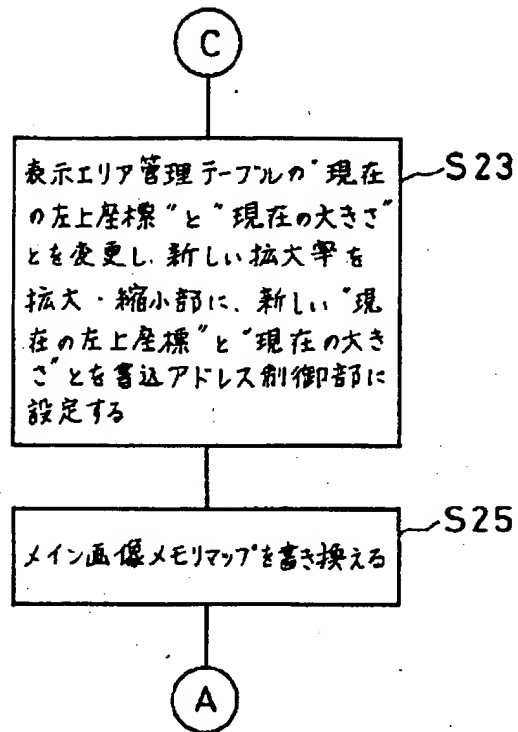 C
S23
表示エリア管理テーブルの“現在
の左上座標”と“現在の大きさ”
とを変更し、新しい拡大率を
拡大・縮小部に、新しい“現
在の左上座標”と“現在の大き
さ”とを書込アドレス制御部に
設定する
S25
メイン画像メモリマップを書き換える
A